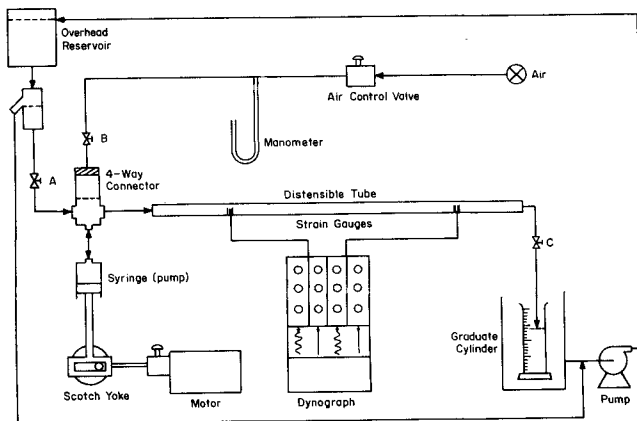 Overhead
Reservoir
Air
Air Control Valve
B
Manometer
4-Way
Connector
A
Distensible Tube
Strain Gauges
C
Syringe (pump)
Graduate
Cylinder
Scotch Yoke
Motor
Dynograph
Pump